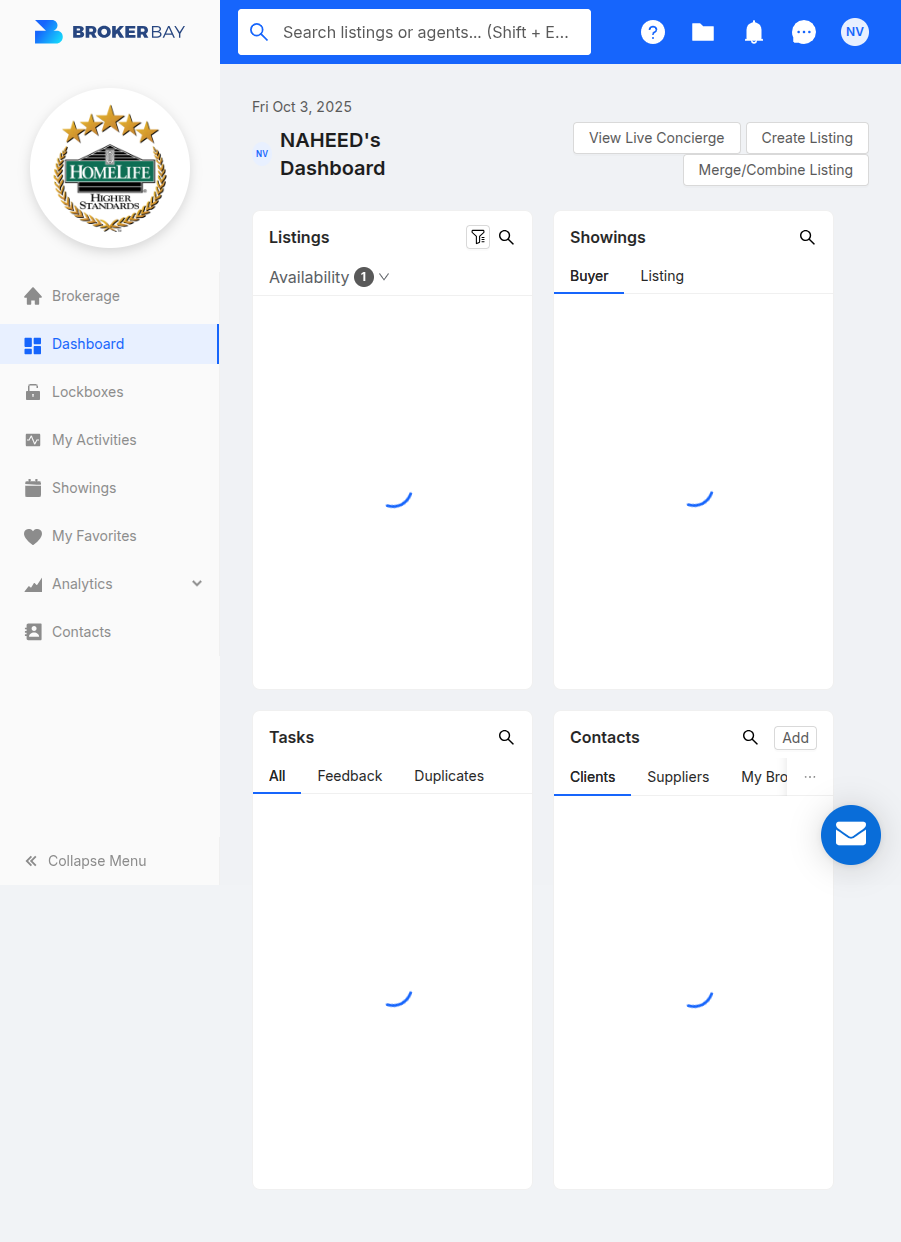 BROKERBAY
Search listings or agents... (Shift + E...
NV
HOMELIFE
HIGHER
STANDARDS
Brokerage
Dashboard
Lockboxes
My Activities
Showings
My Favorites
Analytics
Contacts
Collapse Menu
Fri Oct 3, 2025
NV
NAHEED's
Dashboard
View Live Concierge
Create Listing
Merge/Combine Listing
Listings
Availability 1
Showings
Buyer
Listing
Tasks
All
Feedback
Duplicates
Contacts
Add
Clients
Suppliers
My Bro